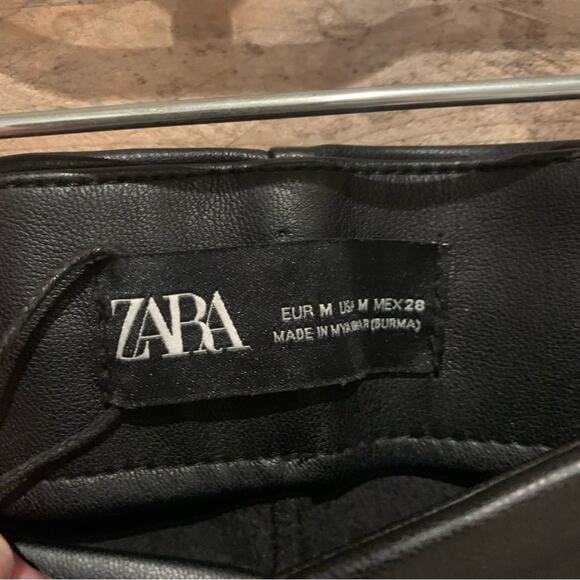 ZARA
EUR M USA M MEX 28
MADE IN MYANMAR (BURMA)